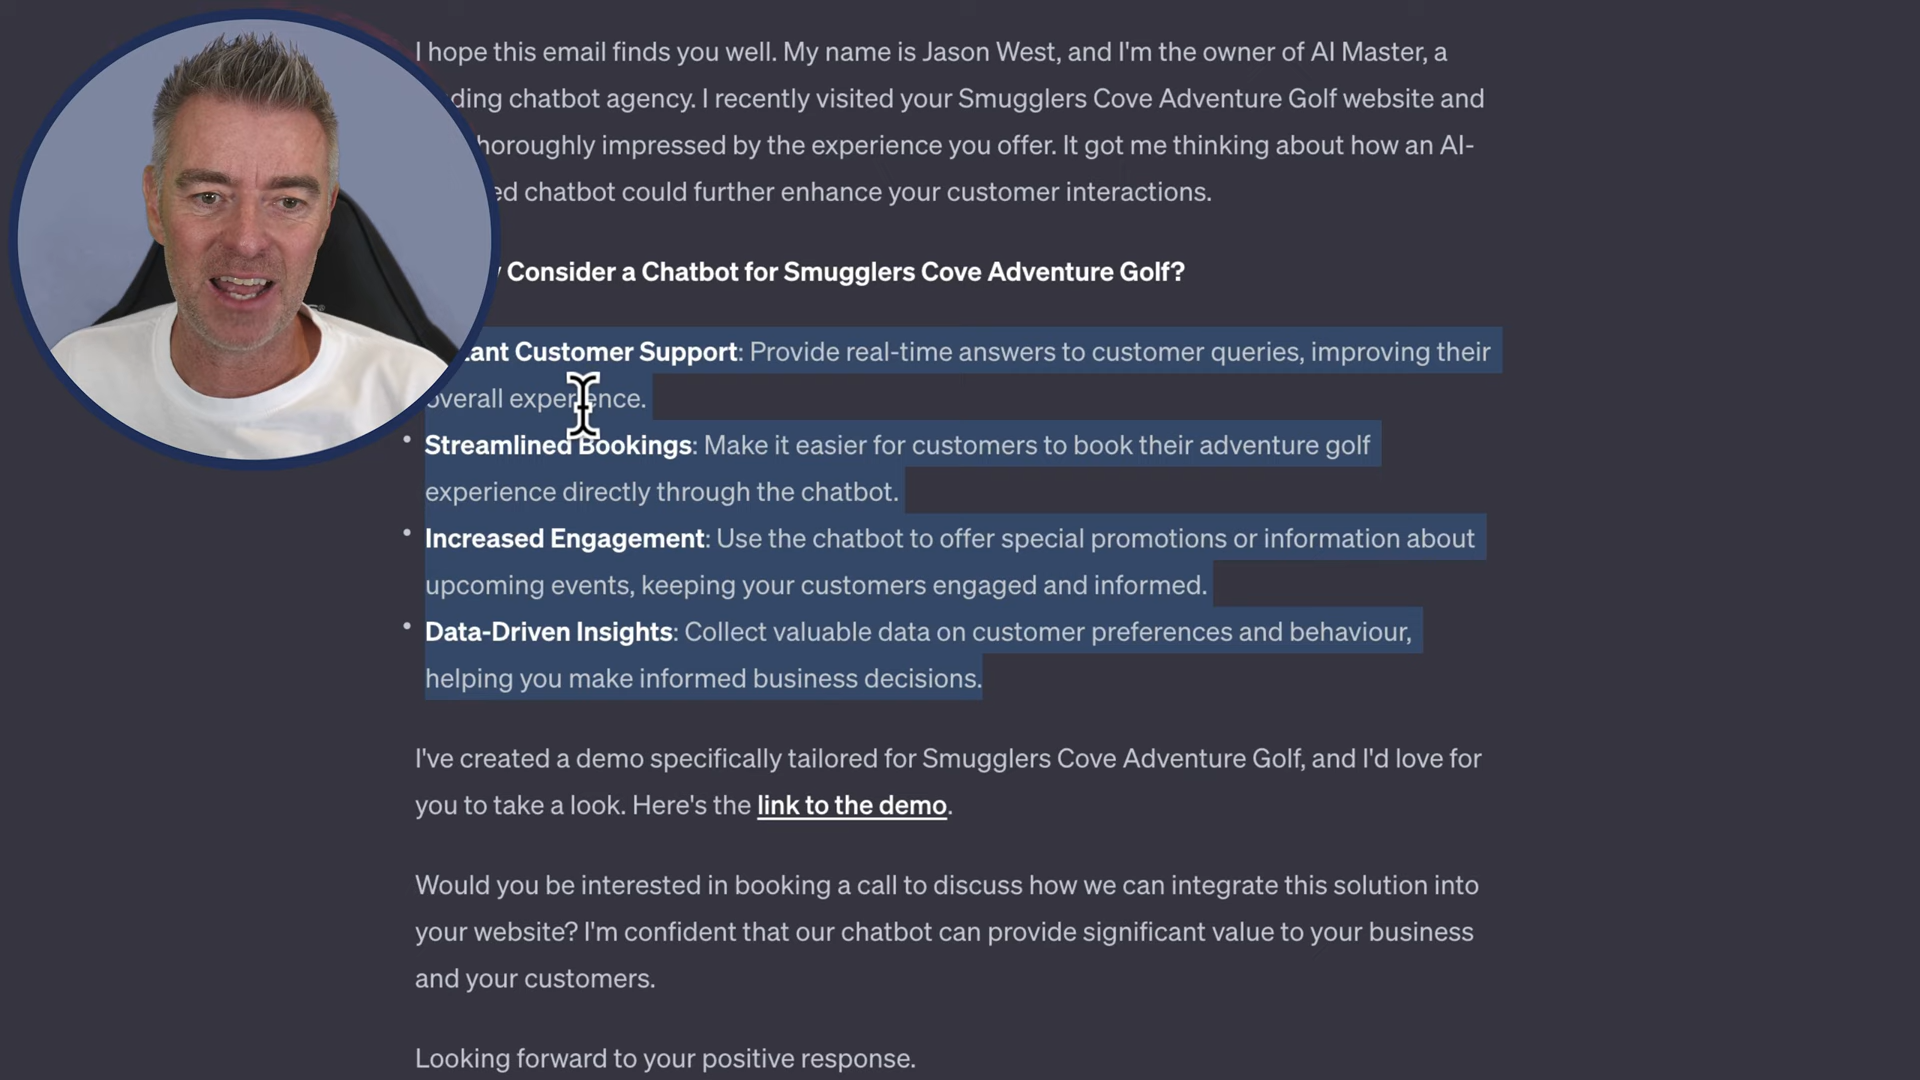 I hope this email finds you well. My name is Jason West, and I'm the owner of AI Master, a
ding chatbot agency. I recently visited your Smugglers Cove Adventure Golf website and
horoughly impressed by the experience you offer. It got me thinking about how an AI-
ed chatbot could further enhance your customer interactions.
y Consider a Chatbot for Smugglers Cove Adventure Golf?
tant Customer Support: Provide real-time answers to customer queries, improving their
overall experience.
• Streamlined Bookings: Make it easier for customers to book their adventure golf
experience directly through the chatbot.
• Increased Engagement: Use the chatbot to offer special promotions or information about
upcoming events, keeping your customers engaged and informed.
• Data-Driven Insights: Collect valuable data on customer preferences and behaviour,
helping you make informed business decisions.
I've created a demo specifically tailored for Smugglers Cove Adventure Golf, and I'd love for
you to take a look. Here's the link to the demo.
Would you be interested in booking a call to discuss how we can integrate this solution into
your website? I'm confident that our chatbot can provide significant value to your business
and your customers.
Looking forward to your positive response.